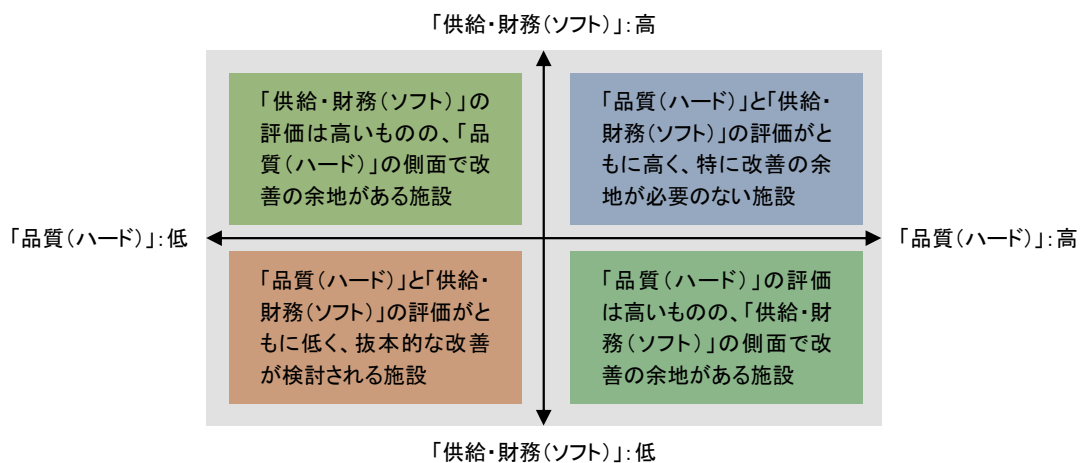 「供給・財務(ソフト)」:高
「供給・財務(ソフト)」の
評価は高いものの、「品
質(ハード)」の側面で改
善の余地がある施設
「品質(ハード)」と「供給・
財務(ソフト)」の評価がと
もに高く、特に改善の余
地が必要のない施設
「品質(ハード)」:低
「品質(ハード)」:高
「品質(ハード)」と「供給・
財務(ソフト)」の評価がと
もに低く、抜本的な改善
が検討される施設
「品質(ハード)」の評価
は高いものの、「供給・財
務(ソフト)」の側面で改
善の余地がある施設
「供給・財務(ソフト)」:低